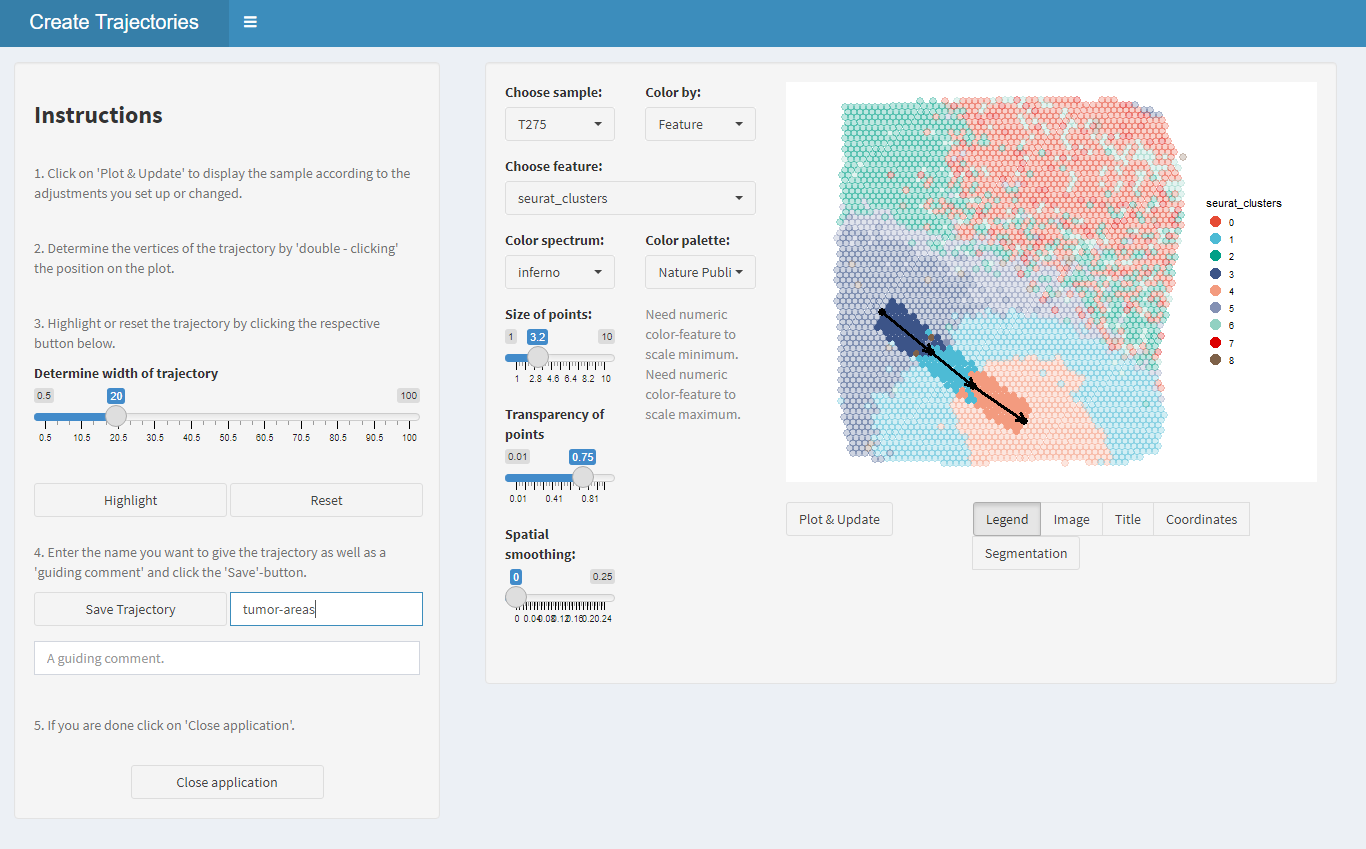 Create Trajectories
Instructions
1. Click on 'Plot & Update' to display the sample according to the
adjustments you set up or changed.
2. Determine the vertices of the trajectory by 'double - clicking'
the position on the plot.
3. Highlight or reset the trajectory by clicking the respective
button below.
Determine width of trajectory
0.5 20 100
0.5 10.5 20.5 30.5 40.5 50.5 60.5 70.5 80.5 90.5 100
Highlight Reset
4. Enter the name you want to give the trajectory as well as a
'guiding comment' and click the 'Save'-button.
Save Trajectory tumor-areas
A guiding comment.
5. If you are done click on 'Close application'.
Close application
Choose sample: Color by:
T275 Feature
Choose feature:
seurat_clusters
Color spectrum: Color palette:
inferno Nature Publi
Size of points:
1 3.2 10
1 2.8 4.6 6.4 8.2 10
Need numeric
color-feature to
scale minimum.
Need numeric
color-feature to
scale maximum.
Transparency of
points
0.01 0.75
0.01 0.41 0.81
Spatial
smoothing:
0 0.25
0 0.04 0.08 0.12 0.16 0.20 0.24
seurat_clusters
0
1
2
3
4
5
6
7
8
Plot & Update Legend Image Title Coordinates
Segmentation